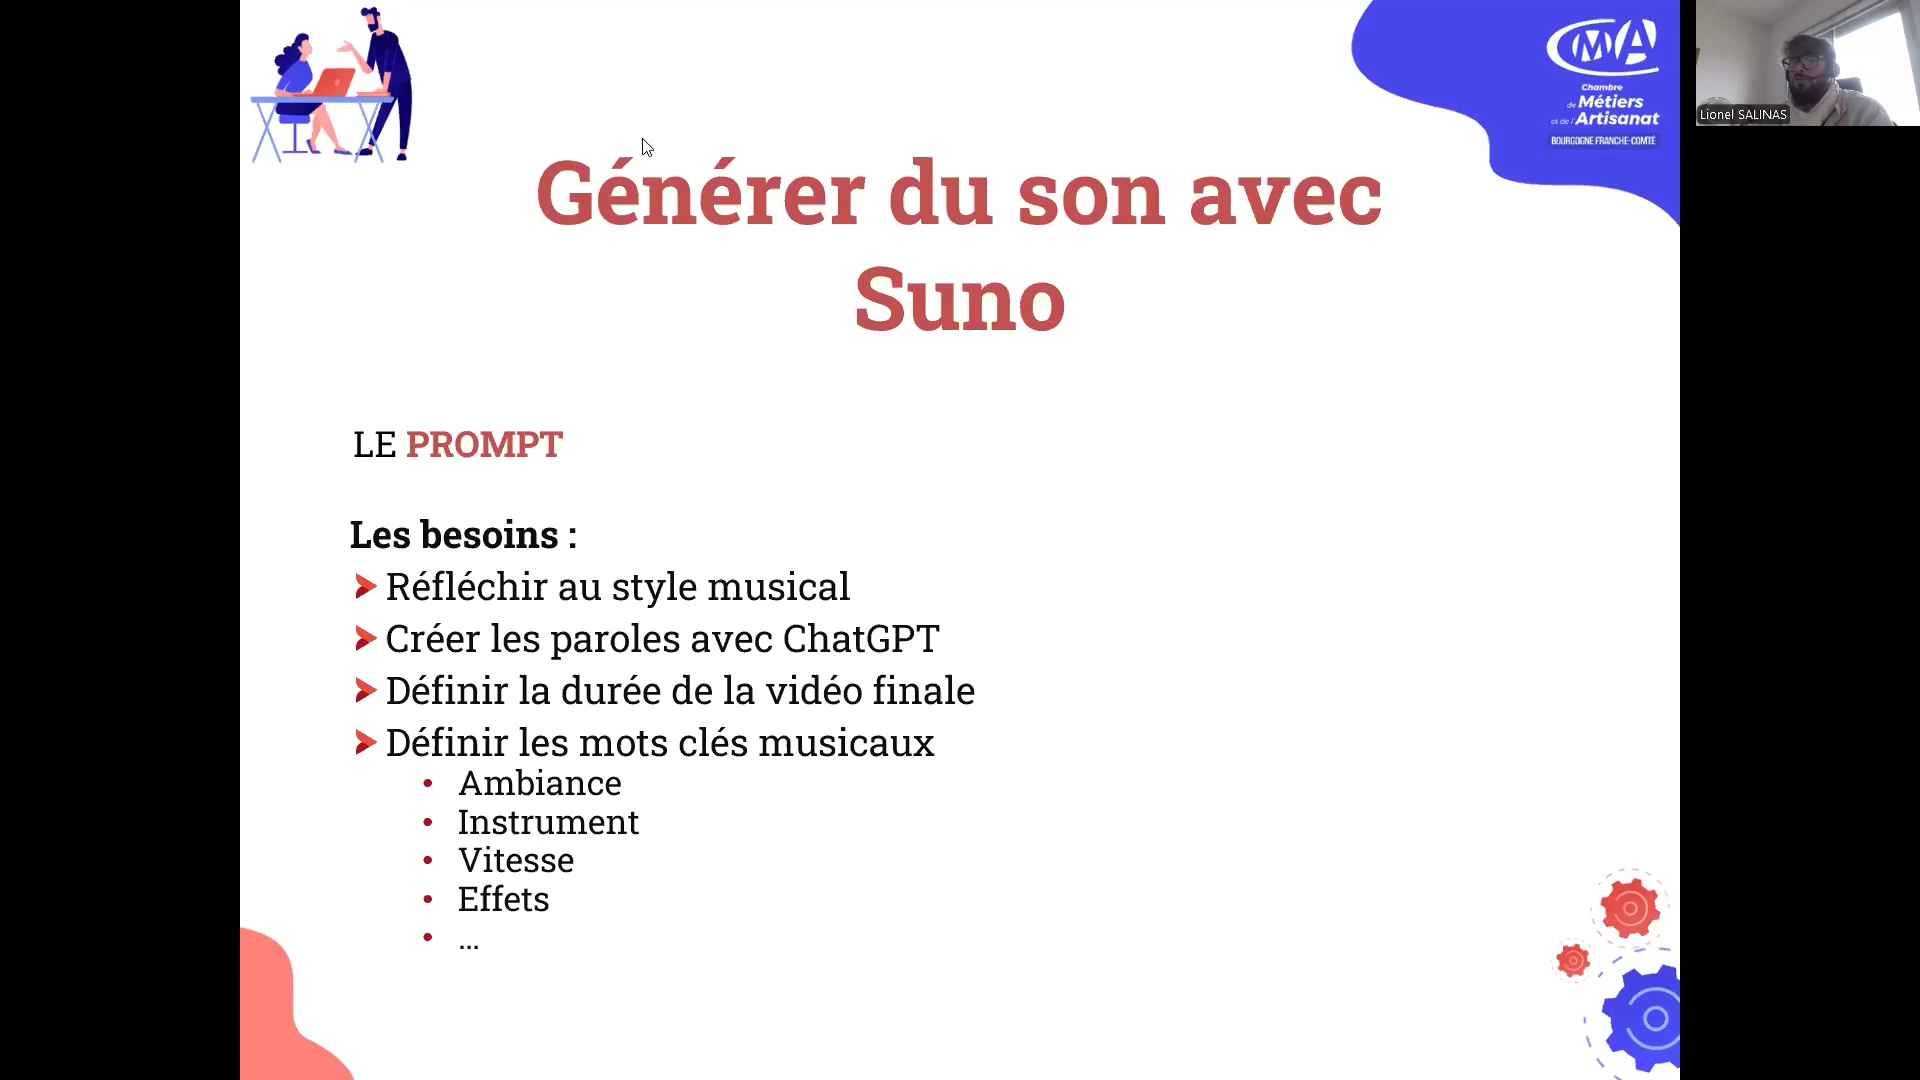 Générer du son avec
Suno
CMA
Chambre
de Métiers
et de l'Artisanat
BOURGOGNE FRANCHE-COMTÉ
Lionel SALINAS
LE PROMPT
Les besoins :
Réfléchir au style musical
Créer les paroles avec ChatGPT
Définir la durée de la vidéo finale
Définir les mots clés musicaux
• Ambiance
• Instrument
• Vitesse
• Effets
• ...